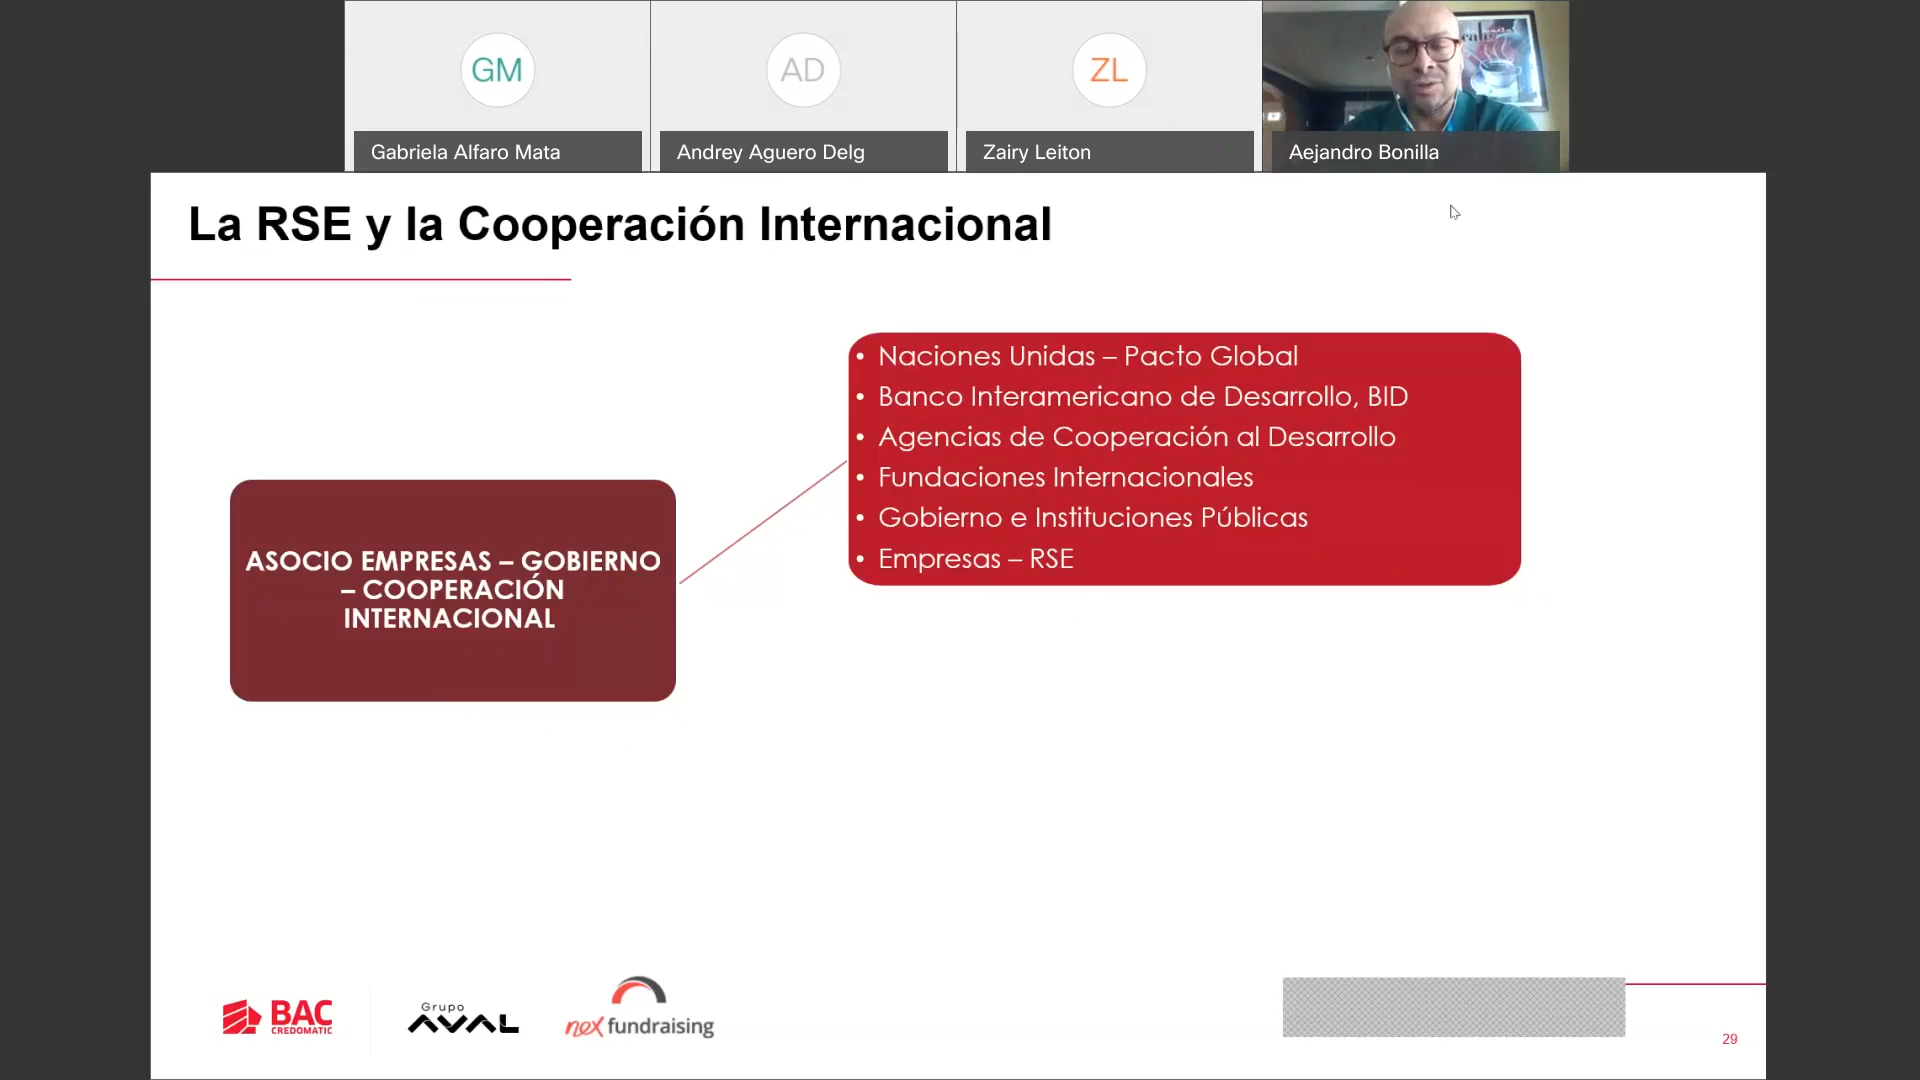 GM
AD
ZL
Gabriela Alfaro Mata
Andrey Aguero Delg
Zairy Leiton
Aejandro Bonilla
La RSE y la Cooperación Internacional
ASOCIO EMPRESAS – GOBIERNO
– COOPERACIÓN
INTERNACIONAL
• Naciones Unidas – Pacto Global
• Banco Interamericano de Desarrollo, BID
• Agencias de Cooperación al Desarrollo
• Fundaciones Internacionales
• Gobierno e Instituciones Públicas
• Empresas – RSE
BAC
CREDOMATIC
Grupo
AVAL
nex fundraising
29